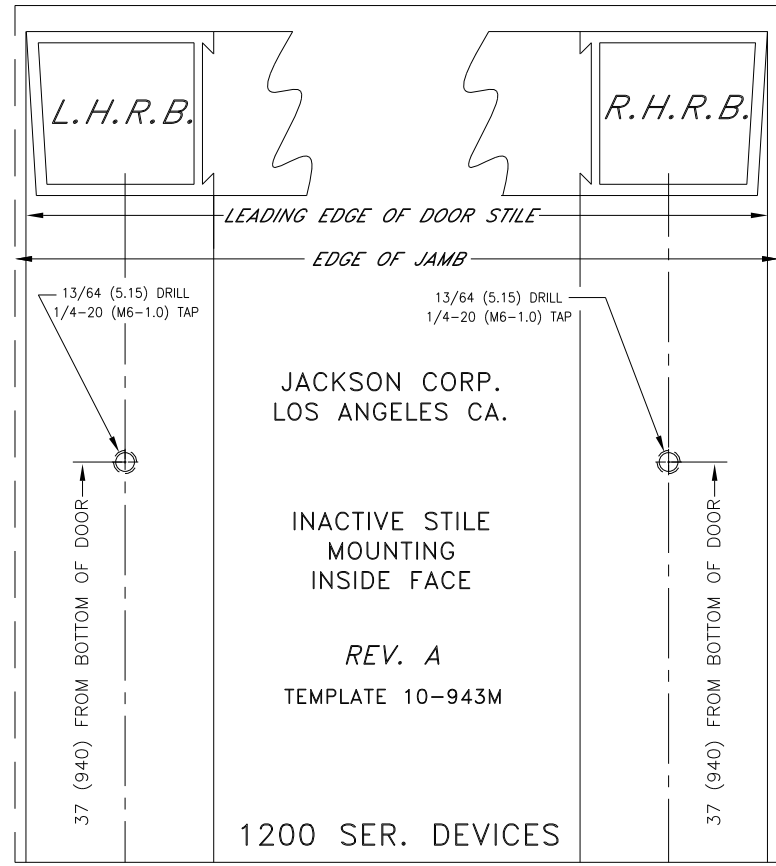 L.H.R.B.
R.H.R.B.
LEADING EDGE OF DOOR STILE
EDGE OF JAMB
13/64 (5.15) DRILL
1/4-20 (M6-1.0) TAP
13/64 (5.15) DRILL
1/4-20 (M6-1.0) TAP
JACKSON CORP.
LOS ANGELES CA.
37 (940) FROM BOTTOM OF DOOR
INACTIVE STILE
MOUNTING
INSIDE FACE
REV. A
TEMPLATE 10-943M
37 (940) FROM BOTTOM OF DOOR
1200 SER. DEVICES